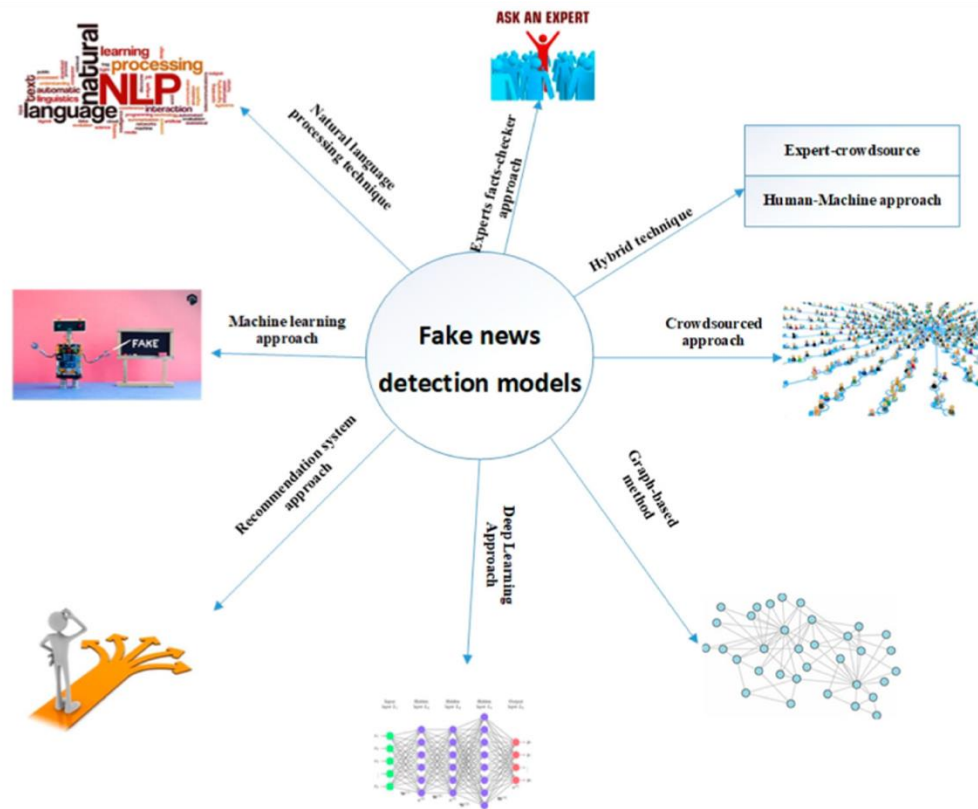 ASK AN EXPERT
learning
processing
natural
NLP
text
automatic
linguistics
language
interaction
Natural language
processing technique
Experts facts-checker
approach
Hybrid technique
Expert-crowdsource
Human-Machine approach
Machine learning
approach
FAKE
Fake news
detection models
Crowdsourced
approach
Recommendation system
approach
Deep Learning
Approach
Graph-based
method